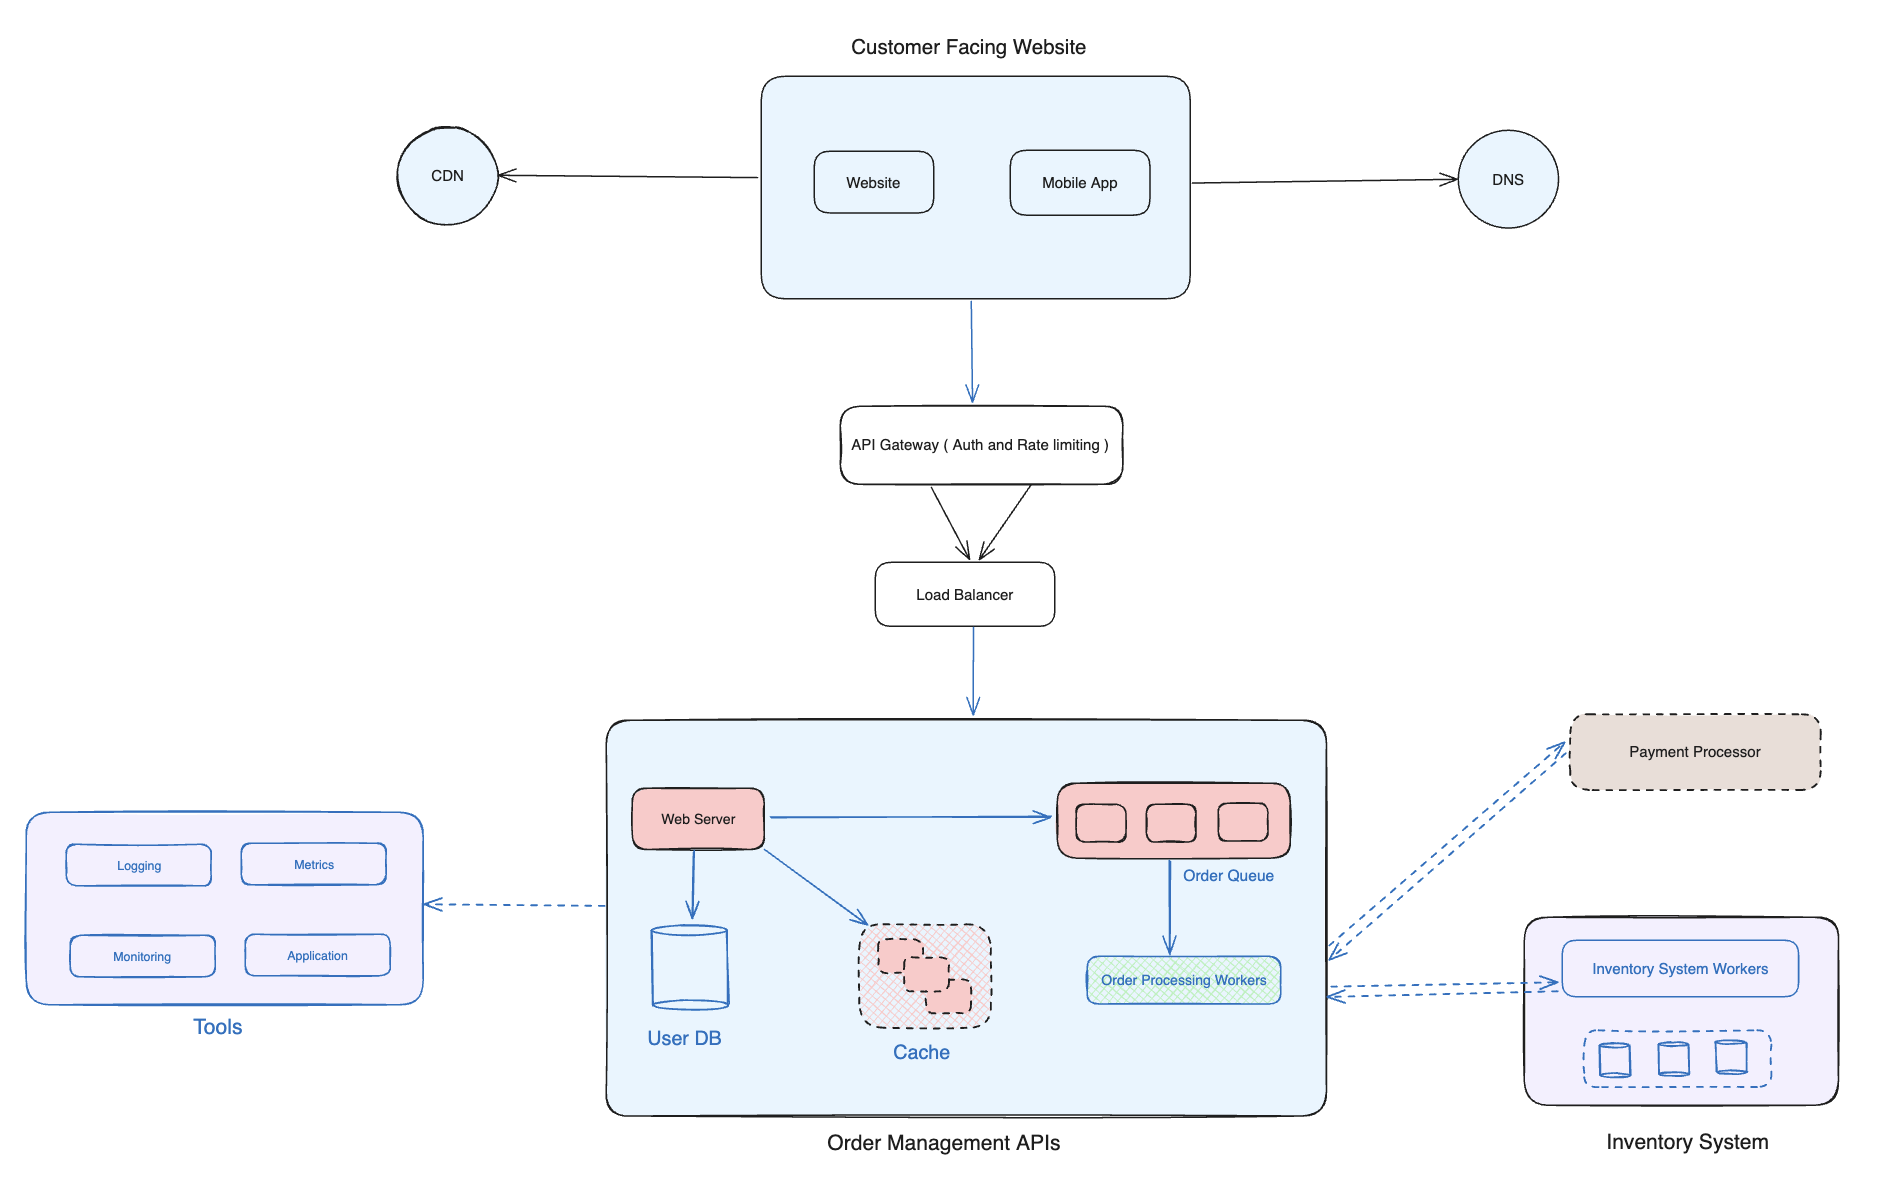 Customer Facing Website
CDN
Website
Mobile App
DNS
API Gateway ( Auth and Rate limiting )
Load Balancer
Payment Processor
Web Server
Order Queue
Logging
Metrics
Monitoring
Application
Tools
User DB
Cache
Order Processing Workers
Inventory System Workers
Order Management APIs
Inventory System